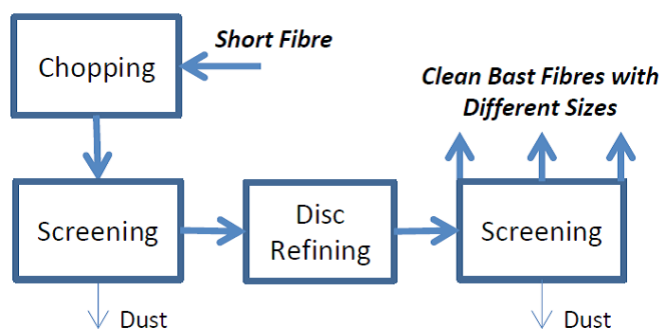 Short Fibre
Chopping
Clean Bast Fibres with
Different Sizes
Screening
Disc
Refining
Screening
Dust
Dust